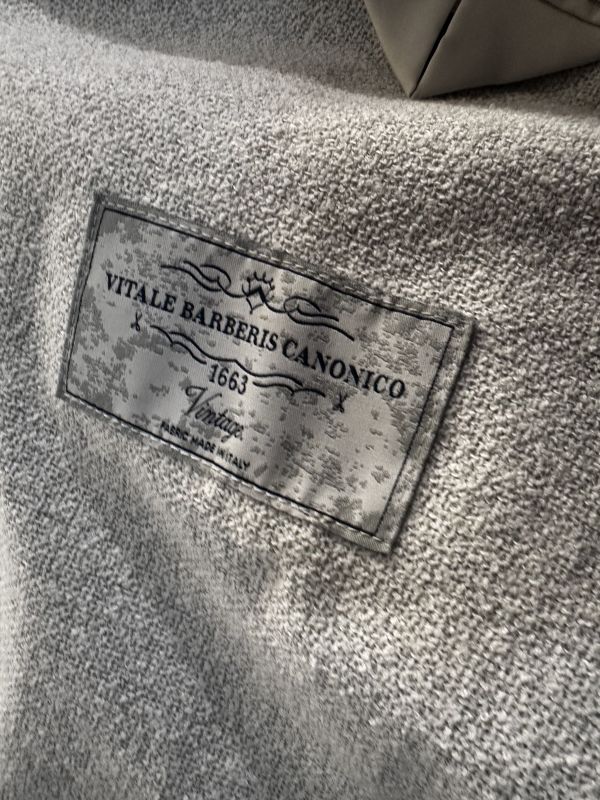 VITALE BARBERIS CANONICO
1663
Vintage
FABRIC MADE IN ITALY